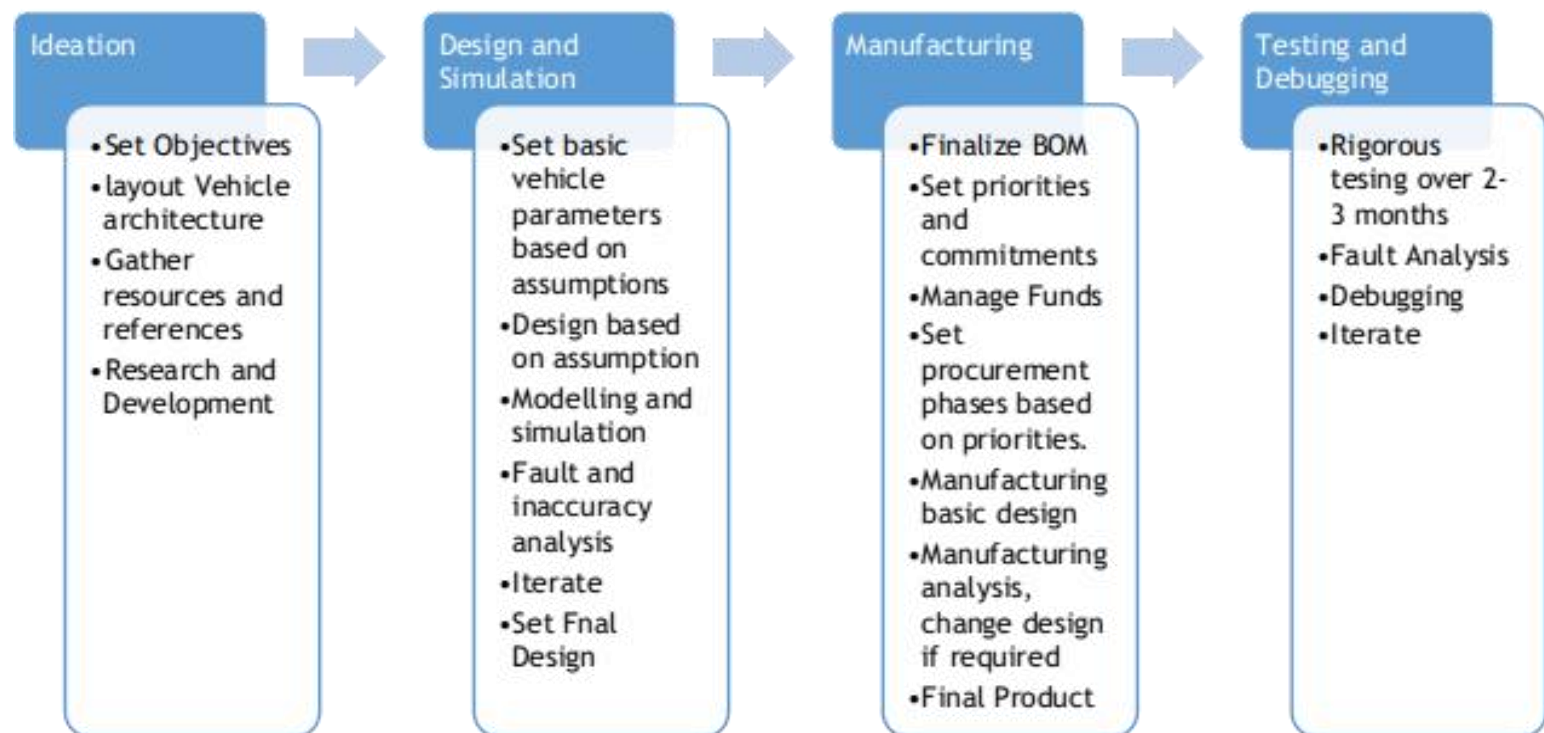 Ideation
•Set Objectives
•layout Vehicle
architecture
•Gather
resources and
references
•Research and
Development
Design and
Simulation
•Set basic
vehicle
parameters
based on
assumptions
•Design based
on assumption
•Modelling and
simulation
•Fault and
inaccuracy
analysis
•Iterate
•Set Fnal
Design
Manufacturing
•Finalize BOM
•Set priorities
and
commitments
•Manage Funds
•Set
procurement
phases based
on priorities.
•Manufacturing
basic design
•Manufacturing
analysis,
change design
if required
•Final Product
Testing and
Debugging
•Rigorous
tesing over 2-
3 months
•Fault Analysis
•Debugging
•Iterate